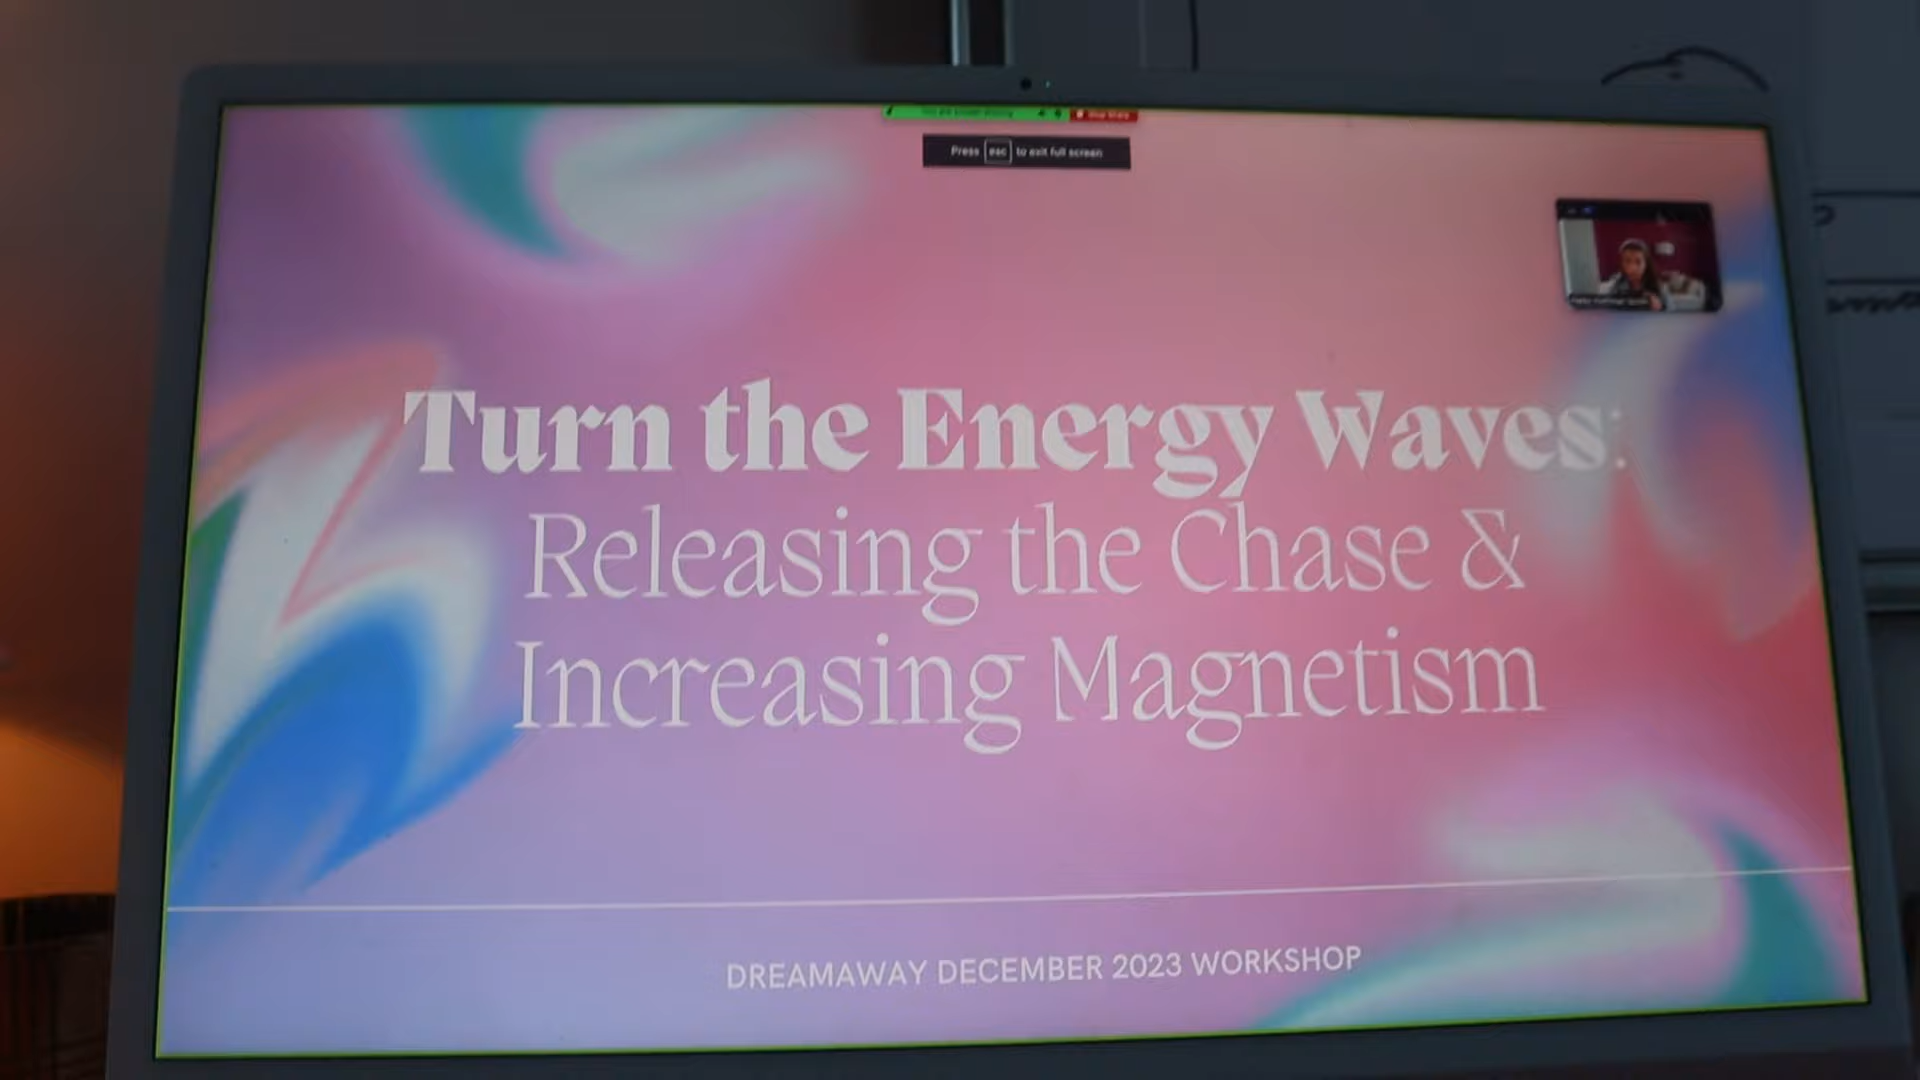 Press esc to exit full screen
Turn the Energy Waves:
Releasing the Chase &
Increasing Magnetism
DREAMAWAY DECEMBER 2023 WORKSHOP